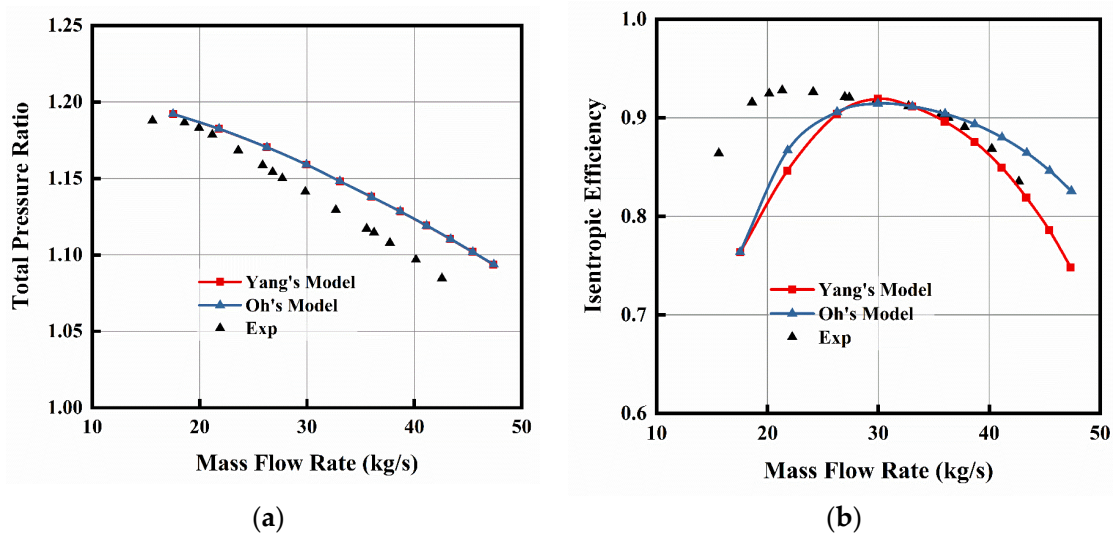 1.25
1.20
1.15
1.10
1.05
1.00
10
20
30
40
50
Total Pressure Ratio
Mass Flow Rate (kg/s)
Yang's Model
Oh's Model
Exp
(a)
1.0
0.9
0.8
0.7
0.6
10
20
30
40
50
Isentropic Efficiency
Mass Flow Rate (kg/s)
Yang's Model
Oh's Model
Exp
(b)